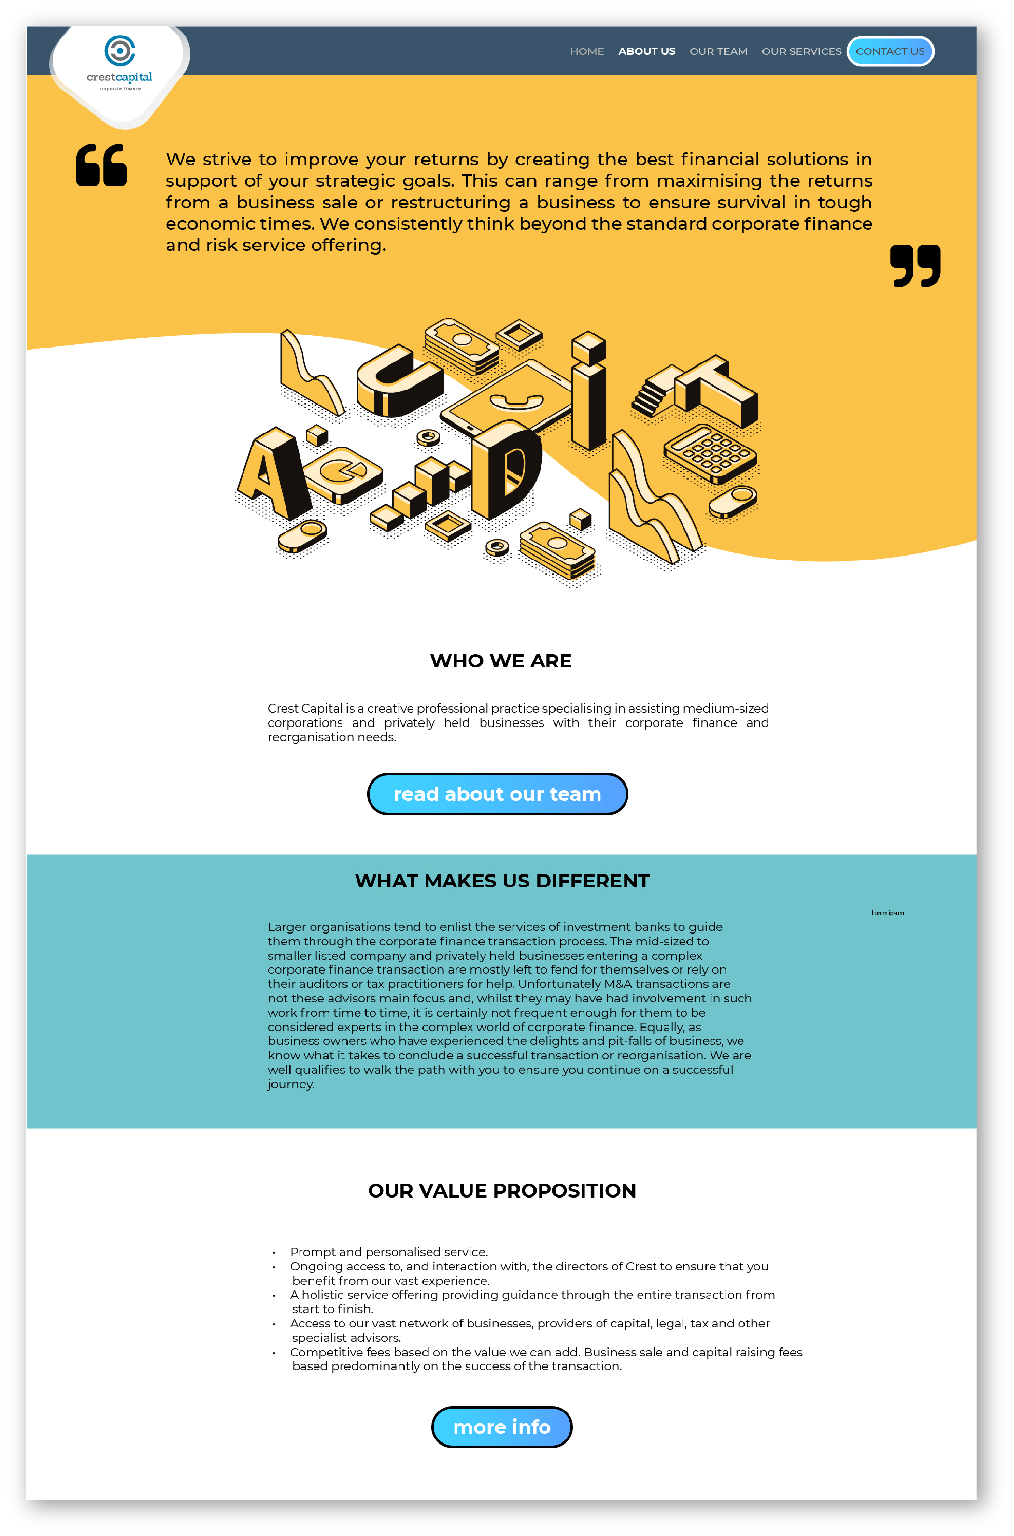 crestcapital
corporate finance
HOME ABOUT US OUR TEAM OUR SERVICES CONTACT US
We strive to improve your returns by creating the best financial solutions in
support of your strategic goals. This can range from maximising the returns
from a business sale or restructuring a business to ensure survival in tough
economic times. We consistently think beyond the standard corporate finance
and risk service offering.
AUDiT
WHO WE ARE
Crest Capital is a creative professional practice specialising in assisting medium-sized
corporations and privately held businesses with their corporate finance and
reorganisation needs.
read about our team
WHAT MAKES US DIFFERENT
lorem ipsum
Larger organisations tend to enlist the services of investment banks to guide
them through the corporate finance transaction process. The mid-sized to
smaller listed company and privately held businesses entering a complex
corporate finance transaction are mostly left to fend for themselves or rely on
their auditors or tax practitioners for help. Unfortunately M&A transactions are
not these advisors main focus and, whilst they may have had involvement in such
work from time to time, it is certainly not frequent enough for them to be
considered experts in the complex world of corporate finance. Equally, as
business owners who have experienced the delights and pit-falls of business, we
know what it takes to conclude a successful transaction or reorganisation. We are
well qualifies to walk the path with you to ensure you continue on a successful
journey.
OUR VALUE PROPOSITION
• Prompt and personalised service.
• Ongoing access to, and interaction with, the directors of Crest to ensure that you
benefit from our vast experience.
• A holistic service offering providing guidance through the entire transaction from
start to finish.
• Access to our vast network of businesses, providers of capital, legal, tax and other
specialist advisors.
• Competitive fees based on the value we can add. Business sale and capital raising fees
based predominantly on the success of the transaction.
more info